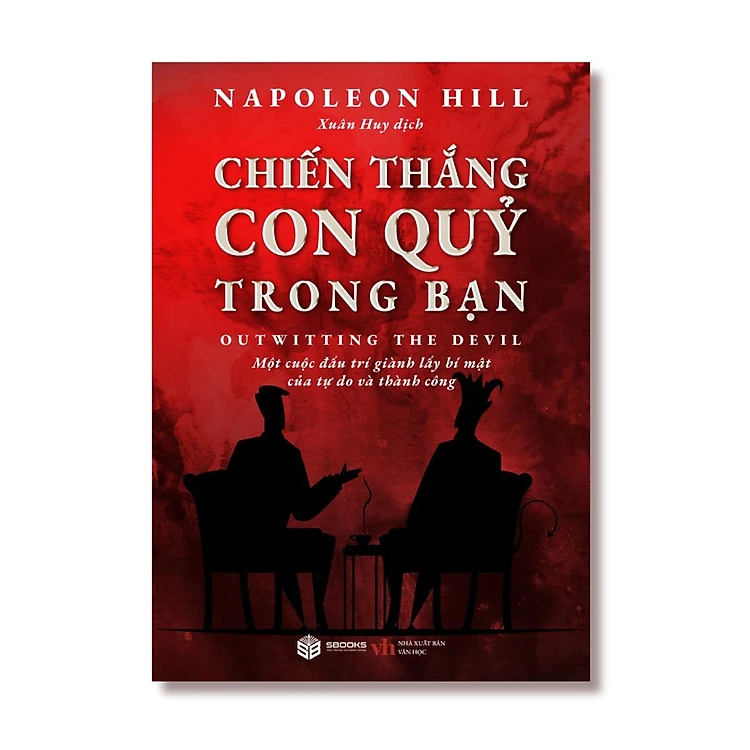 NAPOLEON HILL
Xuân Huy dịch
CHIẾN THẮNG
CON QUỶ
TRONG BẠN
OUTWITTING THE DEVIL
Một cuộc đấu trí giành lấy bí mật
của tự do và thành công
SBOOKS
vh
NHÀ XUẤT BẢN
VĂN HỌC